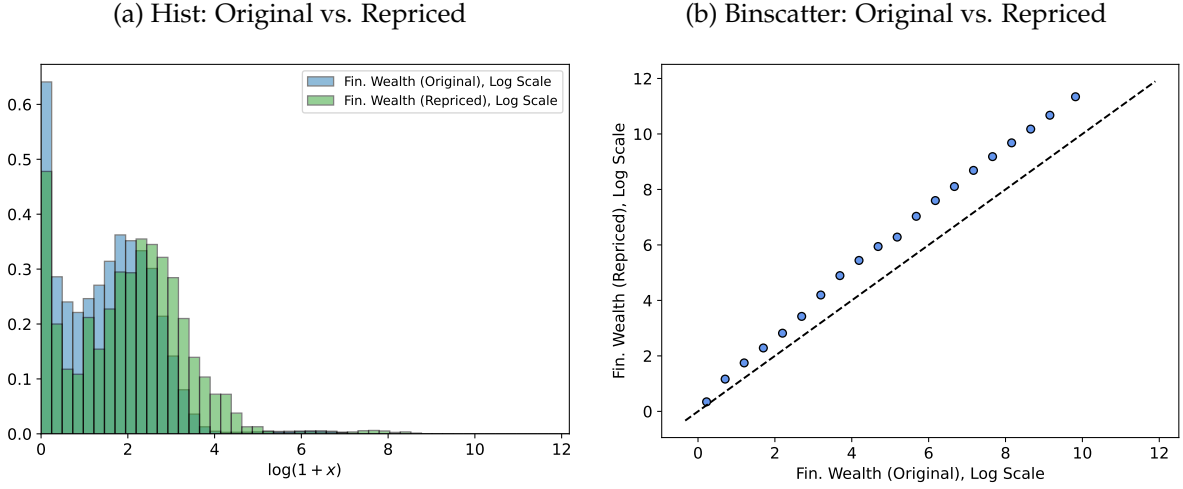 (a) Hist: Original vs. Repriced
Fin. Wealth (Original), Log Scale
Fin. Wealth (Repriced), Log Scale
0.6
0.5
0.4
0.3
0.2
0.1
0.0
0 2 4 6 8 10 12
log(1 + x)
(b) Binscatter: Original vs. Repriced
Fin. Wealth (Repriced), Log Scale
12
10
8
6
4
2
0
0 2 4 6 8 10 12
Fin. Wealth (Original), Log Scale